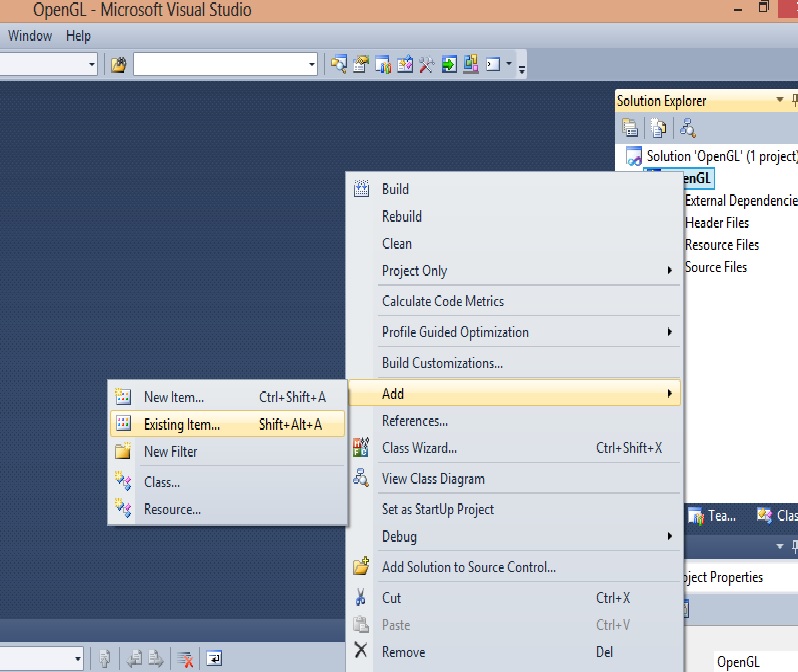 OpenGL - Microsoft Visual Studio
Window Help
Solution Explorer
Solution 'OpenGL' (1 project)
External Dependencie
Header Files
Resource Files
Source Files
Build
Rebuild
Clean
Project Only
Calculate Code Metrics
Profile Guided Optimization
Build Customizations...
Add
References...
Class Wizard... Ctrl+Shift+X
View Class Diagram
Set as StartUp Project
Debug
Add Solution to Source Control...
Cut Ctrl+X
Paste Ctrl+V
Remove Del
New Item... Ctrl+Shift+A
Existing Item... Shift+Alt+A
New Filter
Class...
Resource...
Tea... Clas
Properties
OpenGL